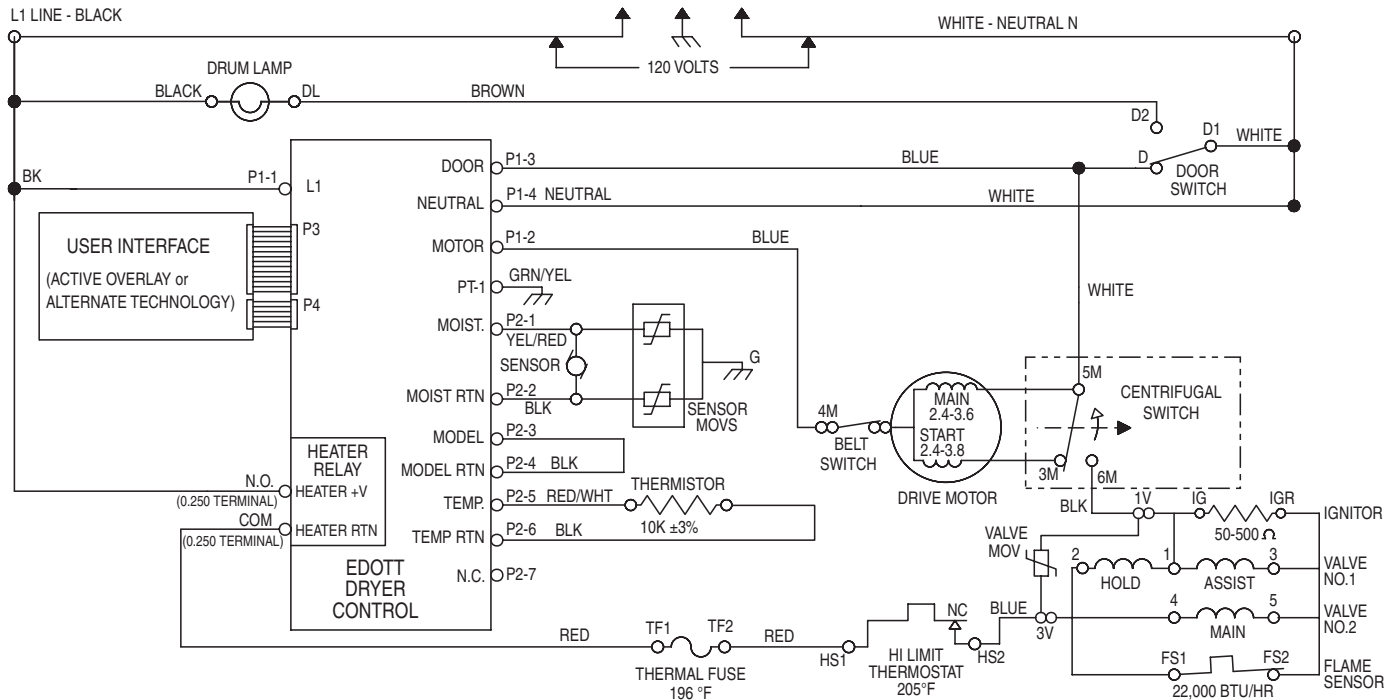 L1 LINE - BLACK
WHITE - NEUTRAL N
120 VOLTS
DRUM LAMP
BLACK
DL
BROWN
D2
D1
WHITE
DOOR
P1-3
BLUE
D
DOOR
SWITCH
BK
P1-1
L1
NEUTRAL
P1-4
NEUTRAL
WHITE
USER INTERFACE
(ACTIVE OVERLAY or
ALTERNATE TECHNOLOGY)
P3
P4
MOTOR
P1-2
BLUE
PT-1
GRN/YEL
WHITE
MOIST.
P2-1
YEL/RED
SENSOR
G
MOIST RTN
P2-2
BLK
SENSOR
MOVS
5M
CENTRIFUGAL
SWITCH
MAIN
2.4-3.6
START
2.4-3.8
4M
BELT
SWITCH
DRIVE MOTOR
3M
6M
MODEL
P2-3
MODEL RTN
P2-4
BLK
HEATER
RELAY
N.O.
(0.250 TERMINAL)
HEATER +V
COM
(0.250 TERMINAL)
HEATER RTN
TEMP.
P2-5
RED/WHT
THERMISTOR
10K ±3%
TEMP RTN
P2-6
BLK
N.C.
P2-7
EDOTT
DRYER
CONTROL
BLK
1V
IG
IGR
IGNITOR
50-500 Ω
VALVE
MOV
2
HOLD
1
ASSIST
3
VALVE
NO.1
RED
TF1
TF2
RED
THERMAL FUSE
196 °F
HS1
NC
HI LIMIT
THERMOSTAT
205°F
HS2
BLUE
3V
4
MAIN
5
VALVE
NO.2
FS1
FS2
22,000 BTU/HR
FLAME
SENSOR